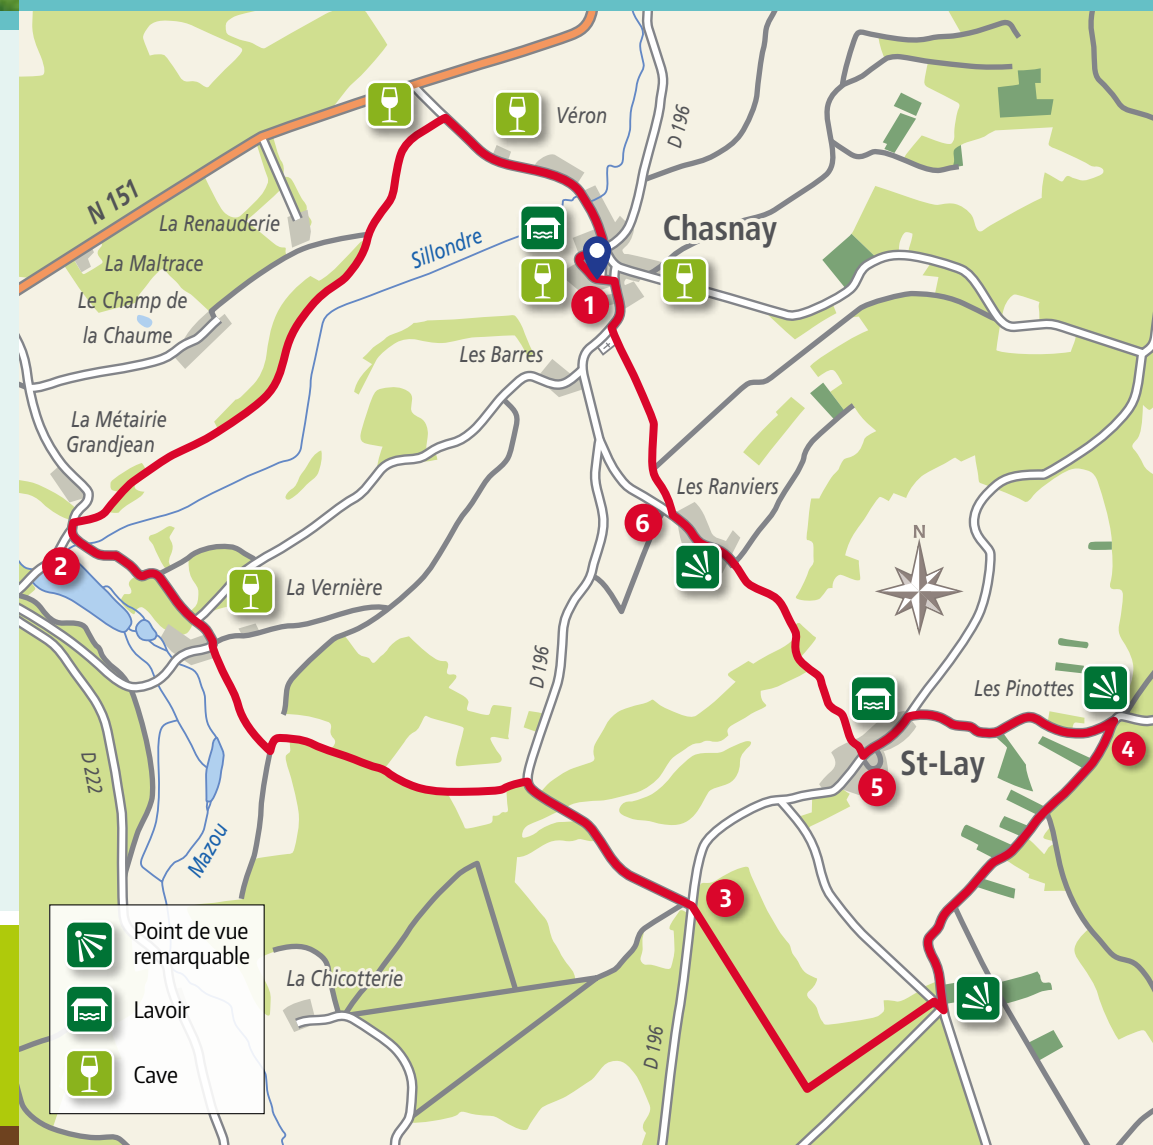 Véron
D 196
N 151
La Renauderie
Chasnay
Sillondre
La Maltrace
Le Champ de
la Chaume
1
Les Barres
La Métairie
Grandjean
Les Ranviers
6
N
2
La Vernière
D 196
Les Pinottes
4
St-Lay
5
D 222
Mazou
3
La Chicotterie
D 196
Point de vue
remarquable
Lavoir
Cave